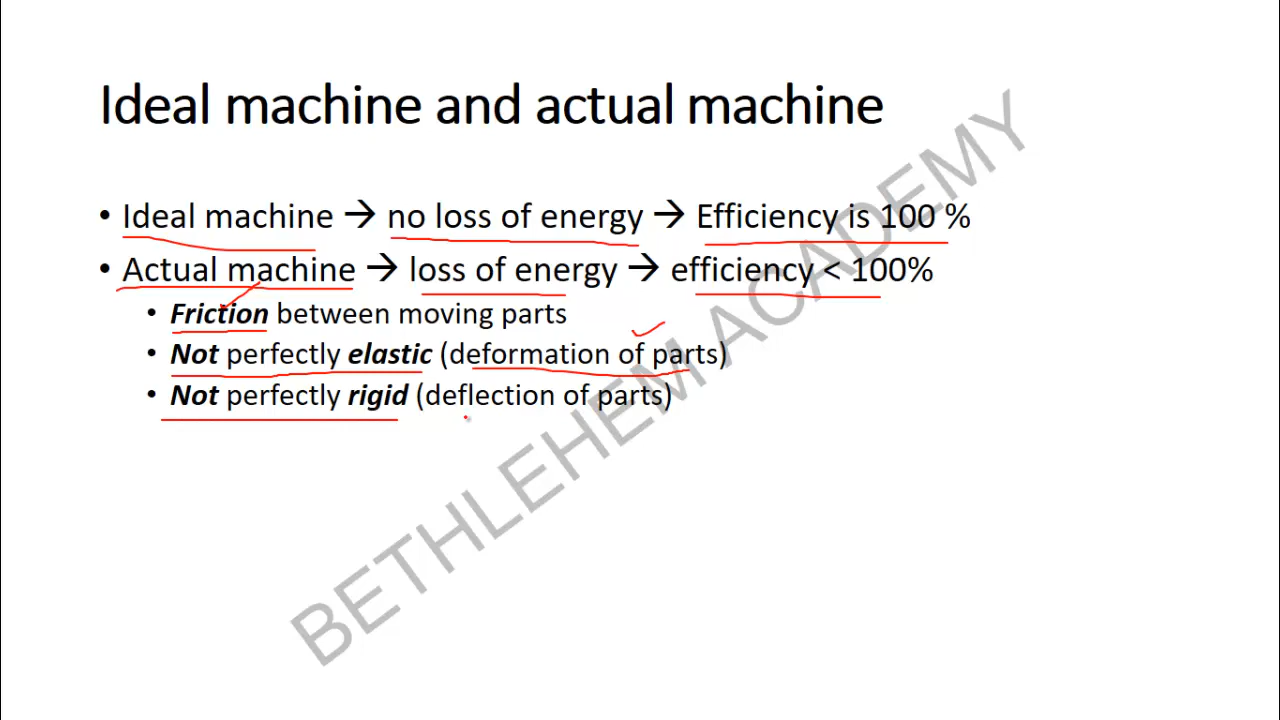 Ideal machine and actual machine
• Ideal machine → no loss of energy → Efficiency is 100 %
• Actual machine → loss of energy → efficiency < 100%
• Friction between moving parts
• Not perfectly elastic (deformation of parts)
• Not perfectly rigid (deflection of parts)
BETHLEHEM ACADEMY